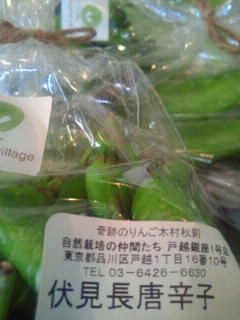 village
奇跡のりんご木村秋則
自然栽培の仲間たち 戸越銀座1号店
東京都品川区戸越1丁目16番10号
TEL 03-6426-6630
伏見長唐辛子